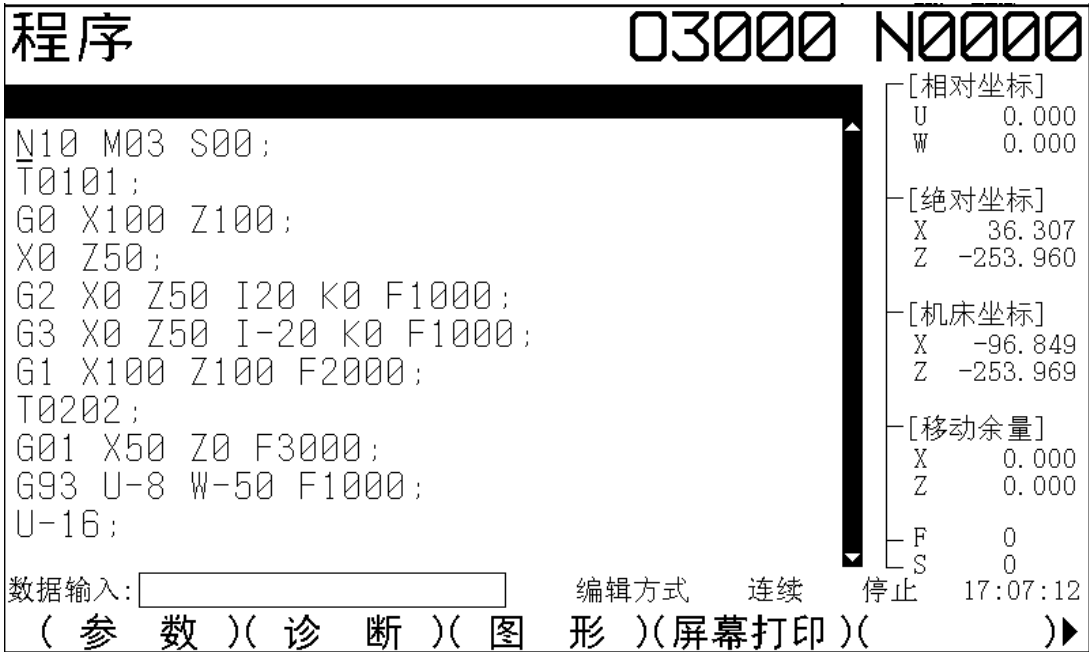 程序 O3000 N0000
N10 M03 S00;
T0101;
G0 X100 Z100;
X0 Z50;
G2 X0 Z50 I20 K0 F1000;
G3 X0 Z50 I-20 K0 F1000;
G1 X100 Z100 F2000;
T0202;
G01 X50 Z0 F3000;
G93 U-8 W-50 F1000;
U-16;
[相对坐标]
U 0.000
W 0.000
[绝对坐标]
X 36.307
Z -253.960
[机床坐标]
X -96.849
Z -253.969
[移动余量]
X 0.000
Z 0.000
F 0
S 0
数据输入: 编辑方式 连续 停止 17:07:12
(参 数)(诊 断)(图 形)(屏幕打印)( )